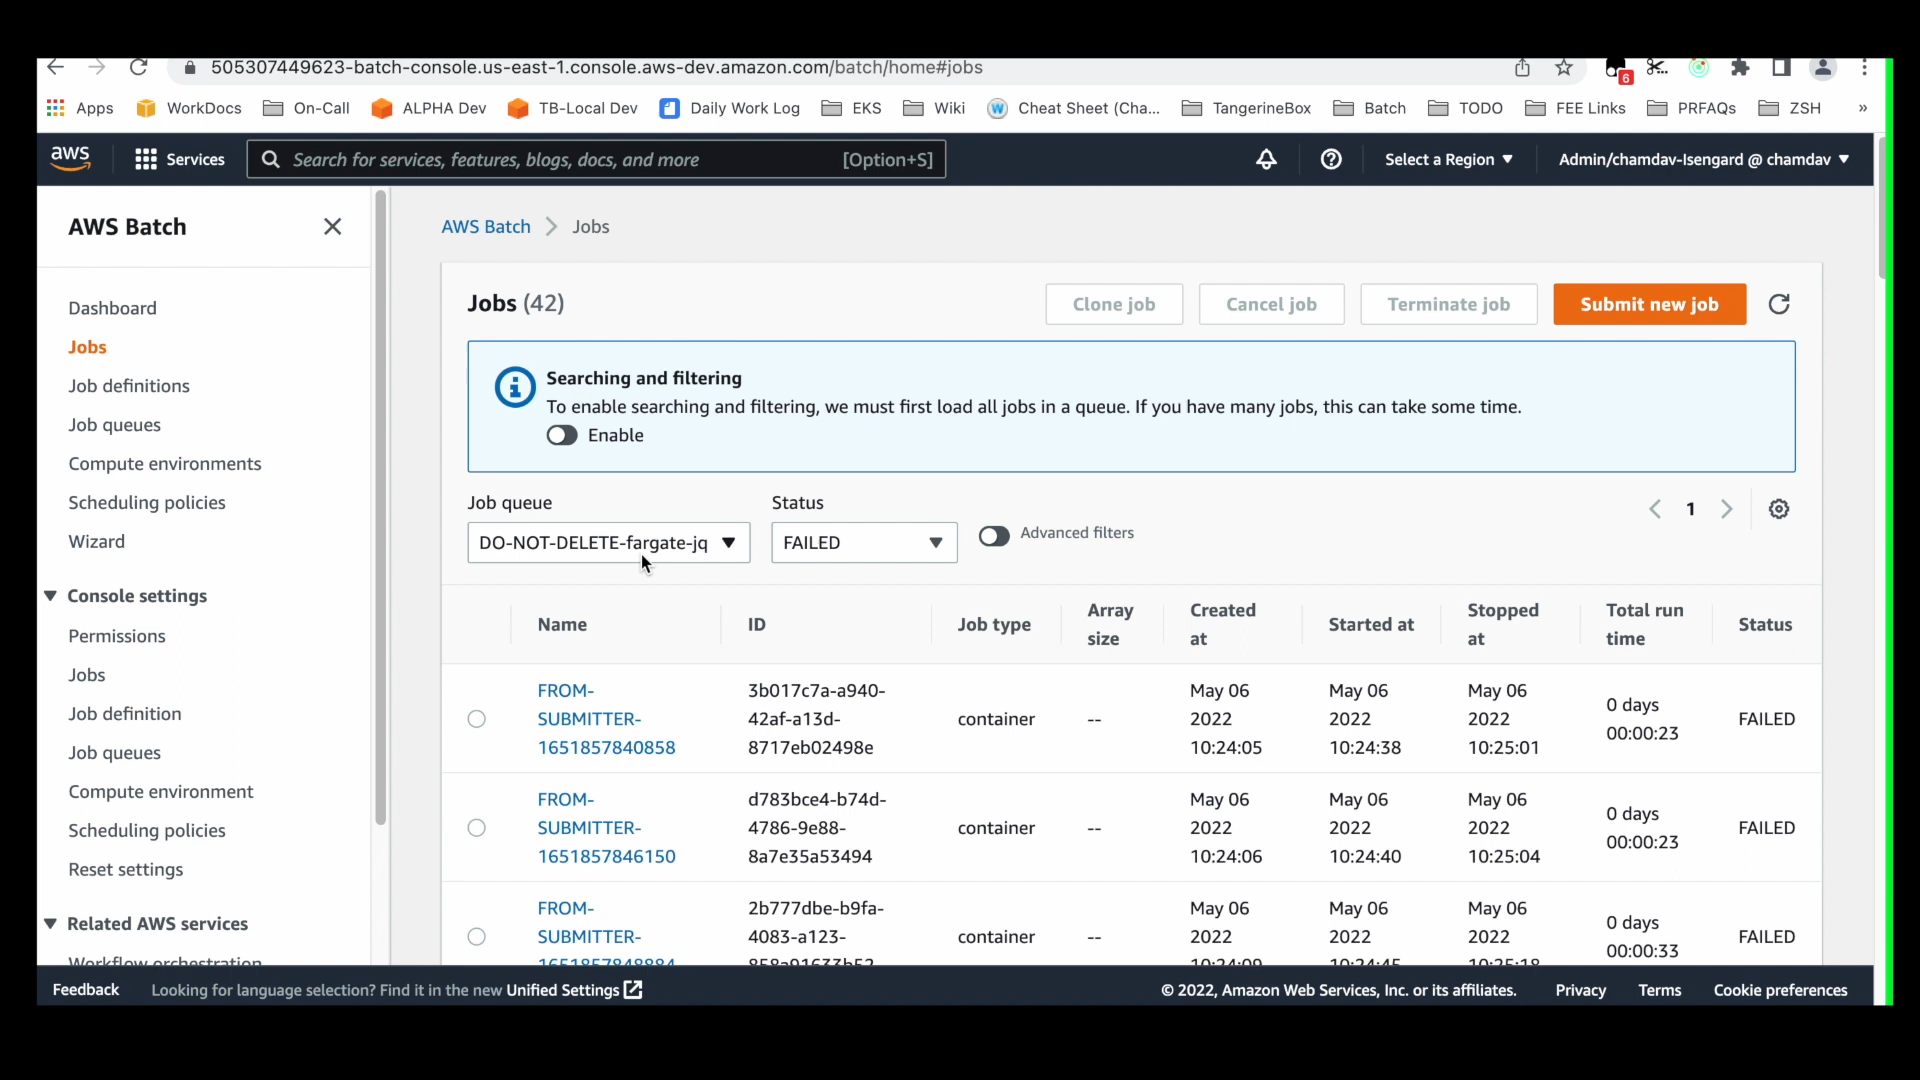 505307449623-batch-console.us-east-1.console.aws-dev.amazon.com/batch/home#jobs
6
Apps WorkDocs On-Call ALPHA Dev TB-Local Dev Daily Work Log EKS Wiki W Cheat Sheet (Cha... TangerineBox Batch TODO FEE Links PRFAQs ZSH »
aws Services Search for services, features, blogs, docs, and more [Option+S] Select a Region Admin/chamdav-Isengard @ chamdav
AWS Batch
Dashboard
Jobs
Job definitions
Job queues
Compute environments
Scheduling policies
Wizard
Console settings
Permissions
Jobs
Job definition
Job queues
Compute environment
Scheduling policies
Reset settings
Related AWS services
Workflow orchestration
AWS Batch Jobs
Jobs (42) Clone job Cancel job Terminate job Submit new job
Searching and filtering
To enable searching and filtering, we must first load all jobs in a queue. If you have many jobs, this can take some time.
Enable
Job queue Status
DO-NOT-DELETE-fargate-jq FAILED Advanced filters 1
Name ID Job type Array size Created at Started at Stopped at Total run time Status
FROM-SUBMITTER-1651857840858 3b017c7a-a940-42af-a13d-8717eb02498e container -- May 06 2022 10:24:05 May 06 2022 10:24:38 May 06 2022 10:25:01 0 days 00:00:23 FAILED
FROM-SUBMITTER-1651857846150 d783bce4-b74d-4786-9e88-8a7e35a53494 container -- May 06 2022 10:24:06 May 06 2022 10:24:40 May 06 2022 10:25:04 0 days 00:00:23 FAILED
FROM-SUBMITTER-1651857848884 2b777dbe-b9fa-4083-a123-858a91633b52 container -- May 06 2022 10:24:09 May 06 2022 10:24:45 May 06 2022 10:25:18 0 days 00:00:33 FAILED
Feedback Looking for language selection? Find it in the new Unified Settings © 2022, Amazon Web Services, Inc. or its affiliates. Privacy Terms Cookie preferences